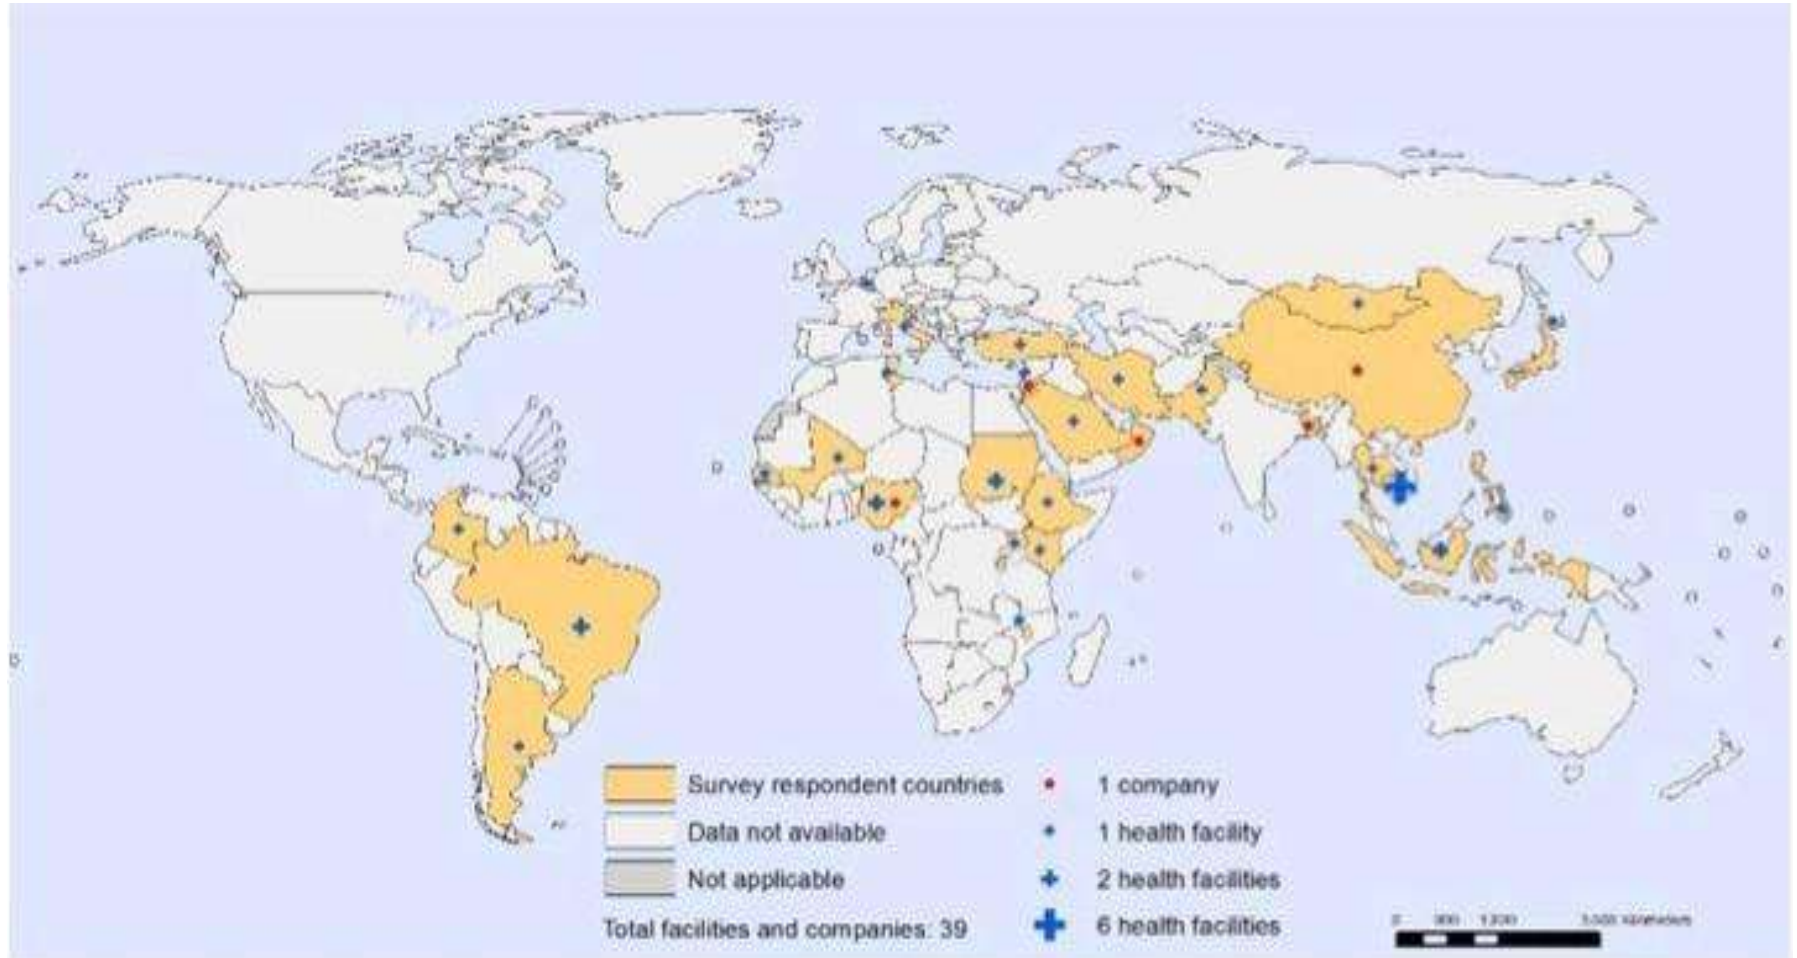 Survey respondent countries
Data not available
Not applicable
Total facilities and companies: 39
1 company
1 health facility
2 health facilities
6 health facilities
0